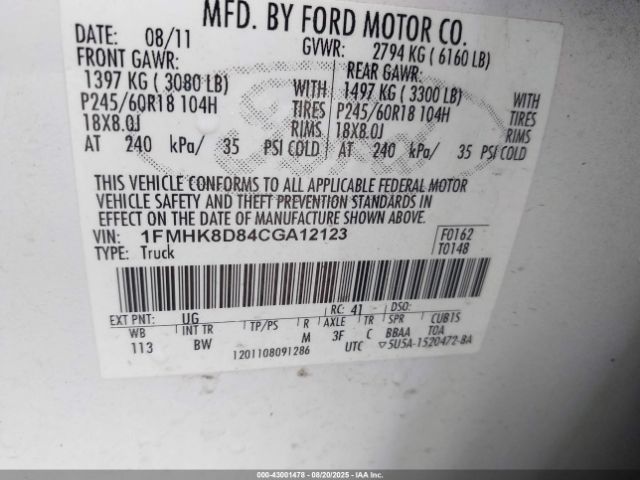 MFD. BY FORD MOTOR CO.
DATE: 08/11 GVWR: 2794 KG ( 6160 LB)
FRONT GAWR: REAR GAWR:
1397 KG ( 3080 LB) WITH 1497 KG ( 3300 LB) WITH
P245/60R18 104H TIRES P245/60R18 104H TIRES
18X8.0J RIMS 18X8.0J RIMS
AT 240 kPa/ 35 PSI COLD AT 240 kPa/ 35 PSI COLD
THIS VEHICLE CONFORMS TO ALL APPLICABLE FEDERAL MOTOR
VEHICLE SAFETY AND THEFT PREVENTION STANDARDS IN
EFFECT ON THE DATE OF MANUFACTURE SHOWN ABOVE.
VIN: 1FMHK8D84CGA12123 F0162
TYPE: Truck T0148
EXT PNT: UG RC: 41 DSO:
WB INT TR TP/PS R AXLE TR SPR CUB1S
113 BW M 3F C BBAA TOA
1201108091286 UTC ▽5U5A-1520472-BA
00-43001478 - 08/20/2025 - IAAI